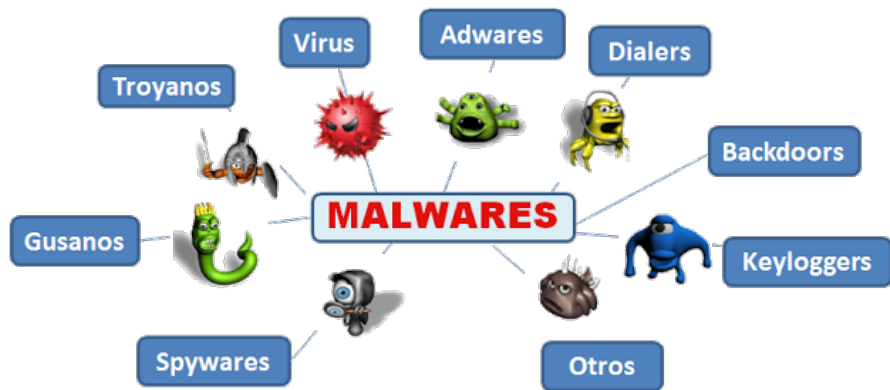 Adwares
Virus
Dialers
Troyanos
Backdoors
MALWARES
Gusanos
Keyloggers
Spywares
Otros